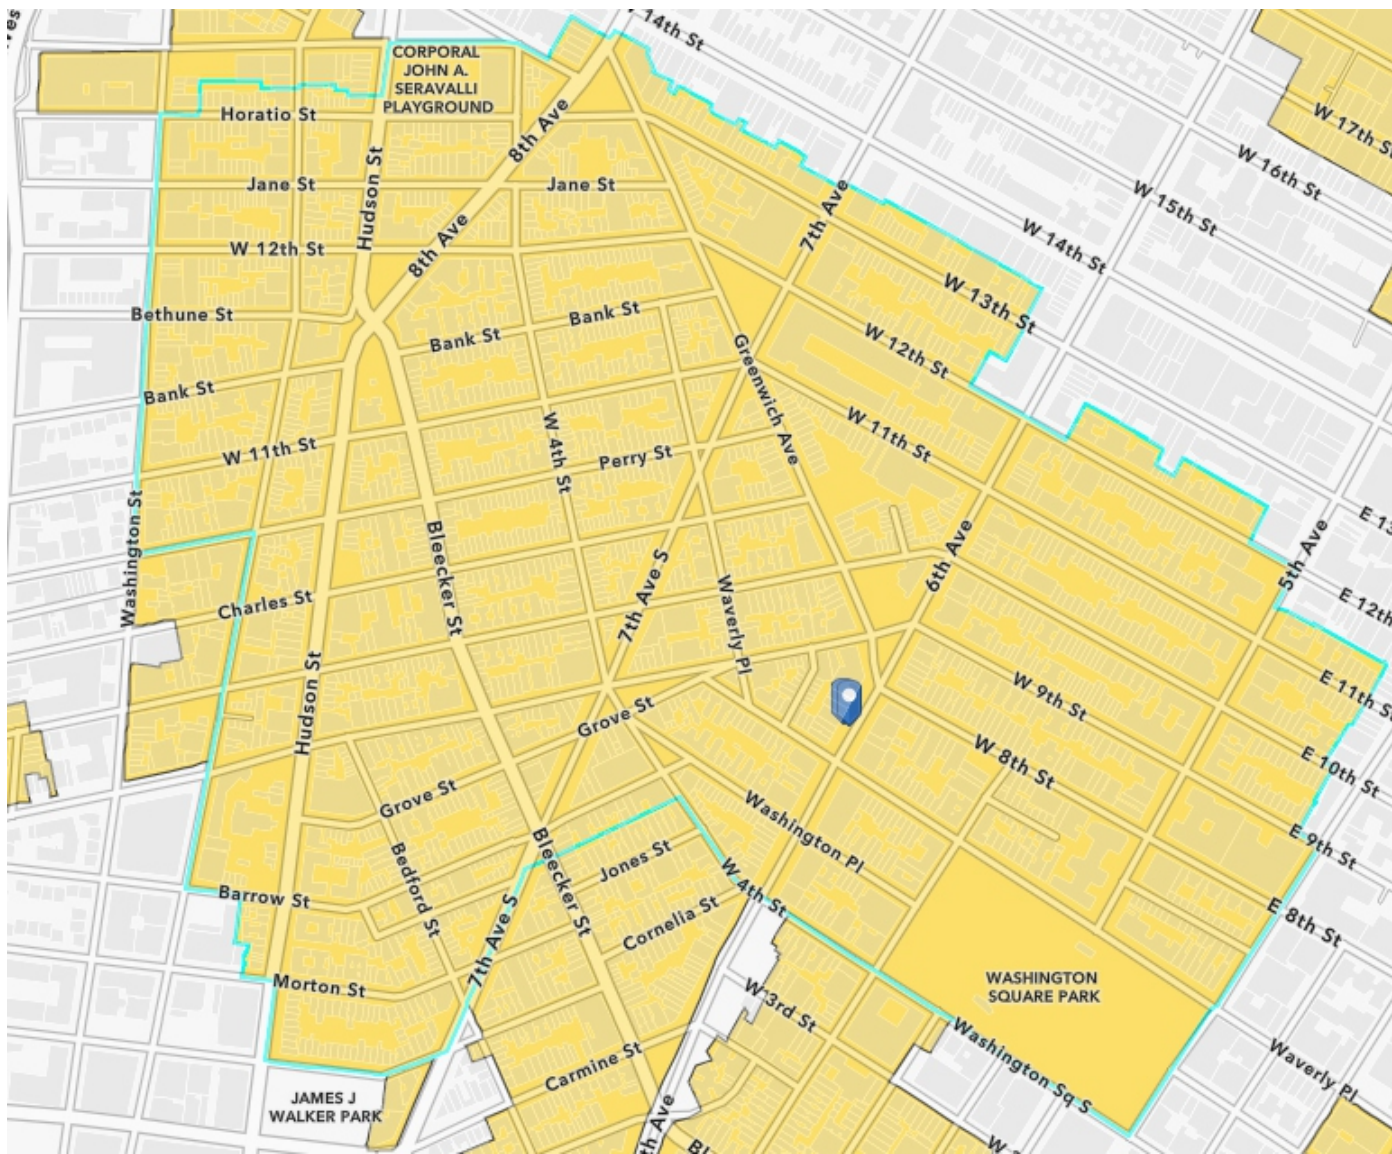 W 14th St
CORPORAL
JOHN A.
SERAVALLI
PLAYGROUND
Horatio St
8th Ave
W 17th St
W 16th St
Jane St
Hudson St
Jane St
W 15th St
7th Ave
W 14th St
W 12th St
8th Ave
Bethune St
W 13th St
Bank St
Bank St
W 12th St
Greenwich Ave
Bank St
W 11th St
W 4th St
W 11th St
Perry St
Washington St
Bleecker St
6th Ave
5th Ave
E 13
E 12th
Charles St
7th Ave S
Waverly Pl
Hudson St
W 9th St
E 11th St
Grove St
W 8th St
E 10th St
Grove St
Washington Pl
E 9th St
Bedford St
Bleecker St
Jones St
W 4th St
Barrow St
Cornelia St
E 8th St
7th Ave S
Morton St
WASHINGTON
SQUARE PARK
W 3rd St
Washington Sq S
Waverly Pl
Carmine St
JAMES J
WALKER PARK
th Ave
Bl
W